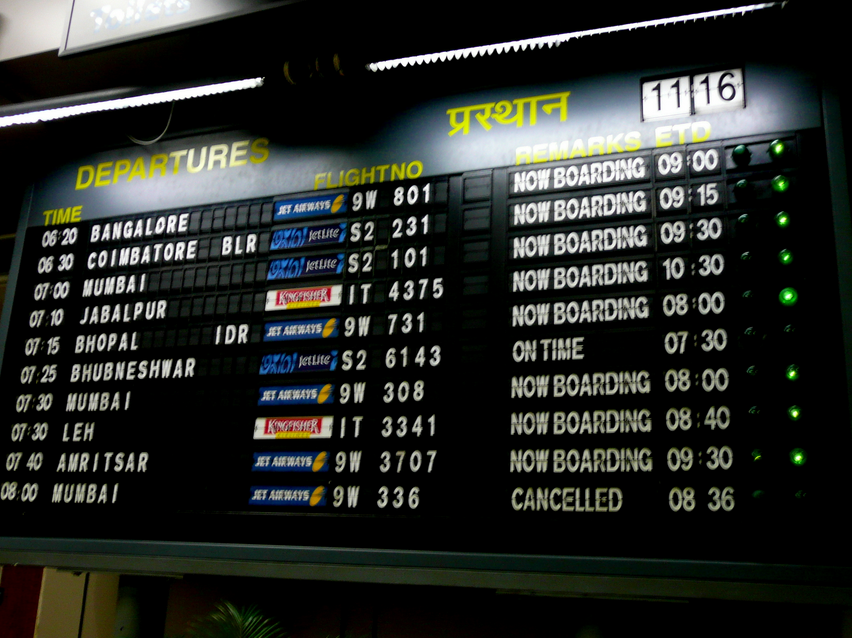 प्रस्थान 11 16
DEPARTURES
TIME FLIGHTNO REMARKS ETD
06:20 BANGALORE JET AIRWAYS 9W 801 NOW BOARDING 09:00
06 30 COIMBATORE BLR JetLite S2 231 NOW BOARDING 09:15
07:00 MUMBAI JetLite S2 101 NOW BOARDING 09:30
07:10 JABALPUR KINGFISHER IT 4375 NOW BOARDING 10:30
07:15 BHOPAL IDR JET AIRWAYS 9W 731 NOW BOARDING 08:00
07:25 BHUBNESHWAR JetLite S2 6143 ON TIME 07:30
07:30 MUMBAI JET AIRWAYS 9W 308 NOW BOARDING 08:00
07:30 LEH KINGFISHER IT 3341 NOW BOARDING 08:40
07 40 AMRITSAR JET AIRWAYS 9W 3707 NOW BOARDING 09:30
08:00 MUMBAI JET AIRWAYS 9W 336 CANCELLED 08 36